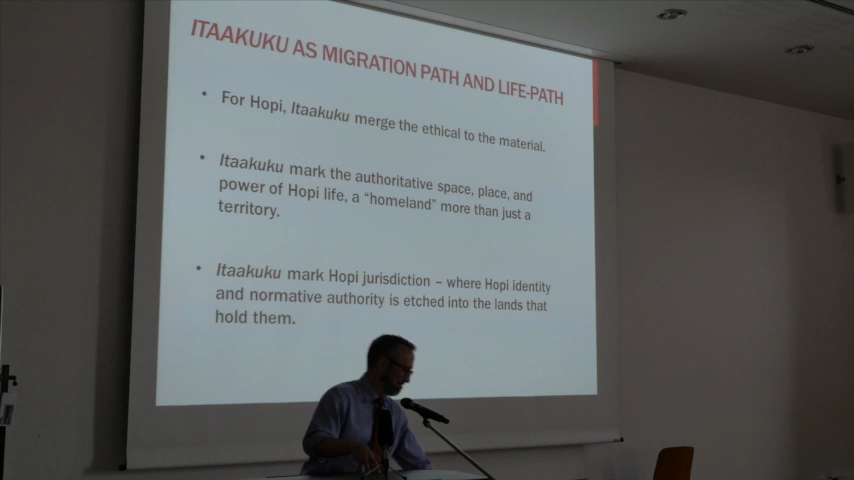 ITAAKUKU AS MIGRATION PATH AND LIFE-PATH
• For Hopi, Itaakuku merge the ethical to the material.
• Itaakuku mark the authoritative space, place, and
power of Hopi life, a “homeland” more than just a
territory.
• Itaakuku mark Hopi jurisdiction – where Hopi identity
and normative authority is etched into the lands that
hold them.